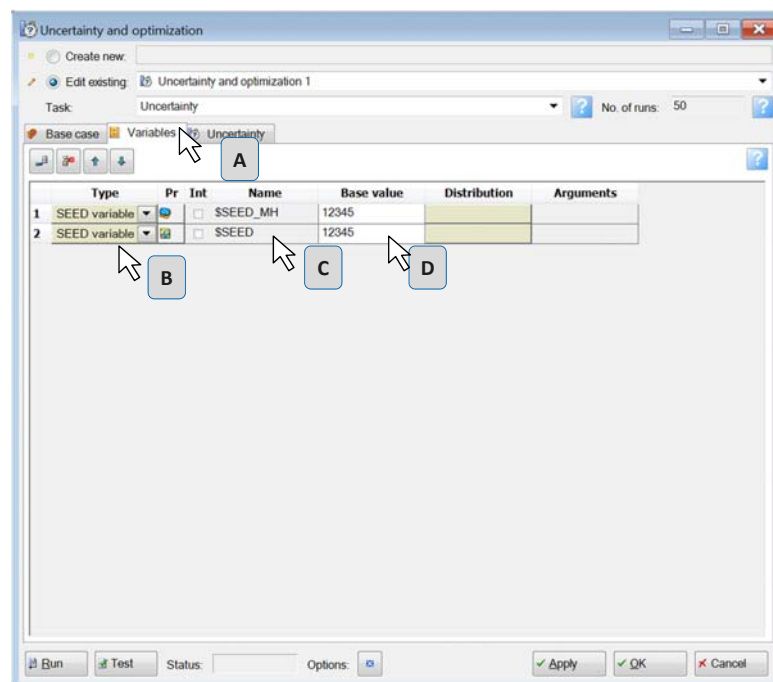 Uncertainty and optimization
Create new:
Edit existing: Uncertainty and optimization 1
Task: Uncertainty No. of runs: 50
Base case Variables Uncertainty
A
Type Pr Int Name Base value Distribution Arguments
1 SEED variable $SEED_MH 12345
2 SEED variable $SEED 12345
B C D
Run Test Status: Options: Apply OK Cancel